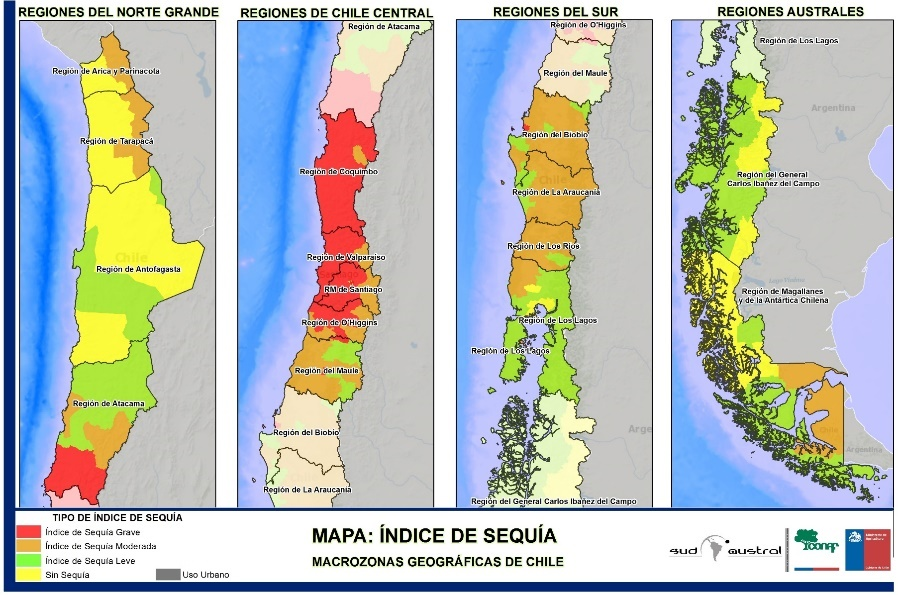 REGIONES DEL NORTE GRANDE
Región de Arica y Parinacota
Región de Tarapacá
Chile
Región de Antofagasta
Región de Atacama
REGIONES DE CHILE CENTRAL
Región de Atacama
Región de Coquimbo
Región de Valparaíso
RM de Santiago
Región de O'Higgins
Región del Maule
Región del Biobío
Región de La Araucanía
REGIONES DEL SUR
Región de O'Higgins
Región del Maule
Región del Biobío
Chile
Región de La Araucanía
Región de Los Ríos
Región de Los Lagos
Región de Los Lagos
Arge
Región del General Carlos Ibañez del Campo
REGIONES AUSTRALES
Región de Los Lagos
Argentina
Región del General
Carlos Ibañez del Campo
Región de Magallanes
y de la Antártica Chilena
Argentina
TIPO DE ÍNDICE DE SEQUÍA
Índice de Sequía Grave
Índice de Sequía Moderada
Índice de Sequía Leve
Sin Sequía
Uso Urbano
MAPA: ÍNDICE DE SEQUÍA
MACROZONAS GEOGRÁFICAS DE CHILE
sud austral
CONAF